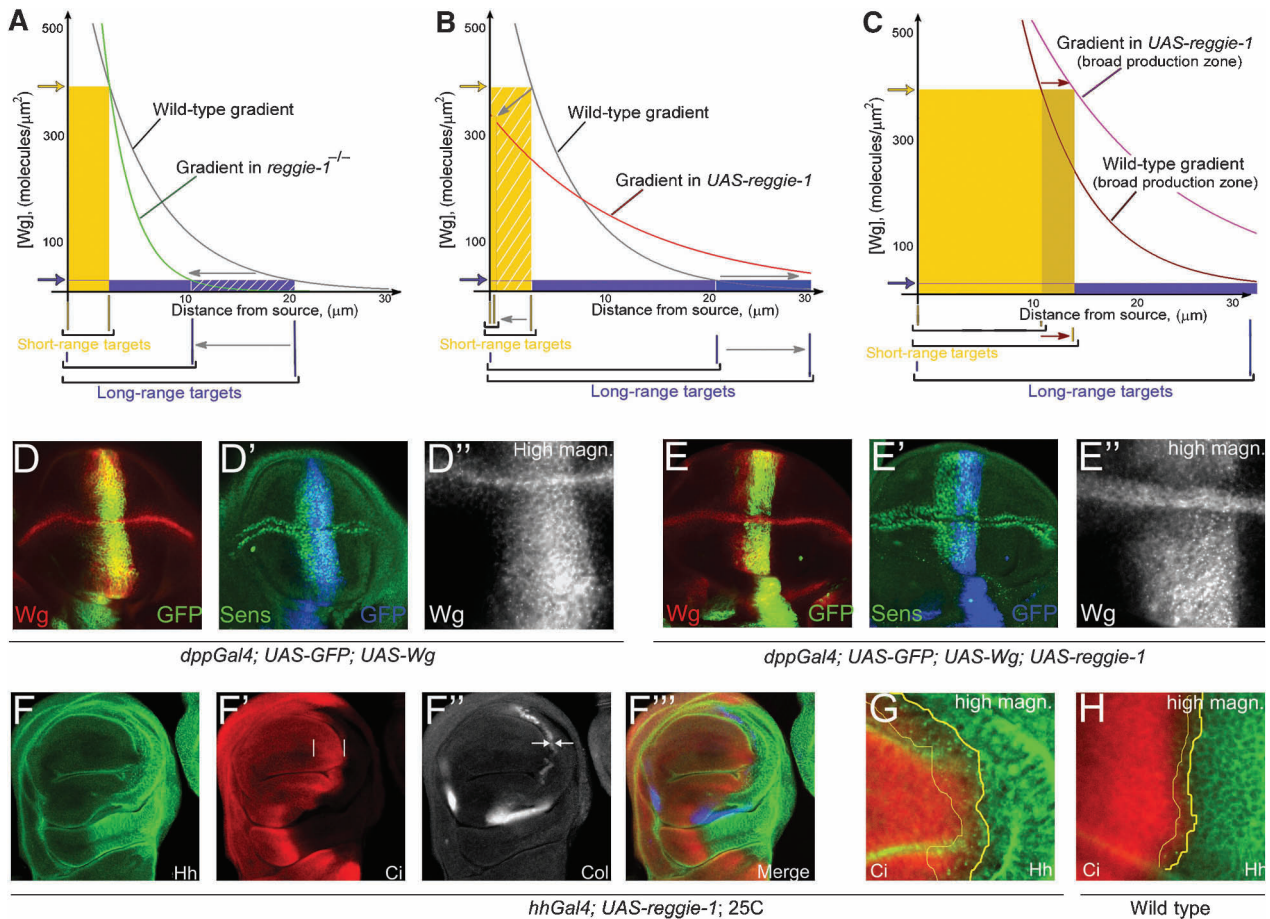 A
500
300
100
[Wg], (molecules/μm²)
Wild-type gradient
Gradient in reggie-1⁻/⁻
10
20
30
Distance from source, (μm)
Short-range targets
Long-range targets
B
500
300
100
[Wg], (molecules/μm²)
Wild-type gradient
Gradient in UAS-reggie-1
10
20
30
Distance from source, (μm)
Short-range targets
Long-range targets
C
500
300
100
[Wg], (molecules/μm²)
Gradient in UAS-reggie-1
(broad production zone)
Wild-type gradient
(broad production zone)
10
20
30
Distance from source, (μm)
Short-range targets
Long-range targets
D
Wg
GFP
D'
Sens
GFP
D''
High magn.
Wg
dppGal4; UAS-GFP; UAS-Wg
E
Wg
GFP
E'
Sens
GFP
E''
high magn.
Wg
dppGal4; UAS-GFP; UAS-Wg; UAS-reggie-1
F
Hh
F'
Ci
F''
Col
F'''
Merge
G
high magn.
Ci
Hh
H
high magn.
Ci
Hh
hhGal4; UAS-reggie-1; 25C
Wild type